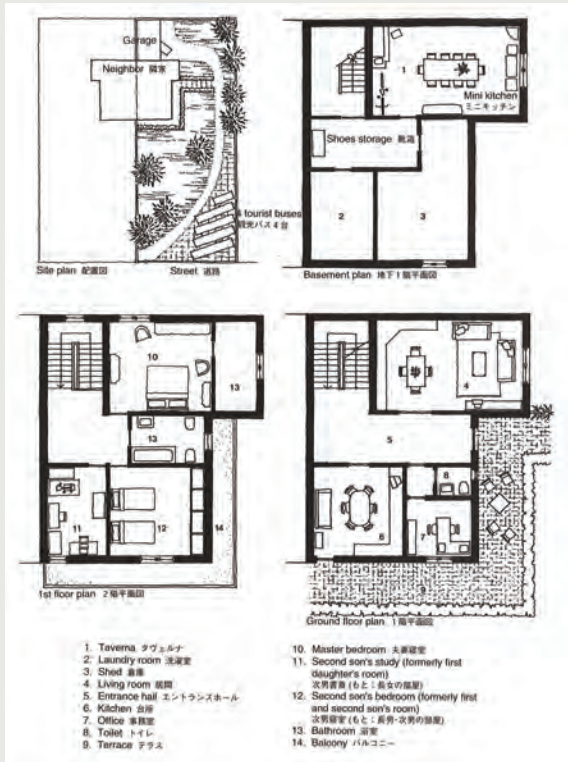 Garage
Neighbor 隣家
4 tourist buses
観光バス4台
Site plan 配置図
Street 道路
1
Mini kitchen
ミニキッチン
Shoes storage 靴置
2
3
Basement plan 地下1階平面図
10
13
13
11
12
14
1st floor plan 2階平面図
4
5
6
8
7
9
Ground floor plan 1階平面図
1. Taverna タヴェルナ
2. Laundry room 洗濯室
3. Shed 倉庫
4. Living room 居間
5. Entrance hall エントランスホール
6. Kitchen 台所
7. Office 事務室
8. Toilet トイレ
9. Terrace テラス
10. Master bedroom 夫妻寝室
11. Second son's study (formerly first
daughter's room)
次男書斎 (もと:長女の部屋)
12. Second son's bedroom (formerly first
and second son's room)
次男寝室 (もと:長男・次男の部屋)
13. Bathroom 浴室
14. Balcony バルコニー